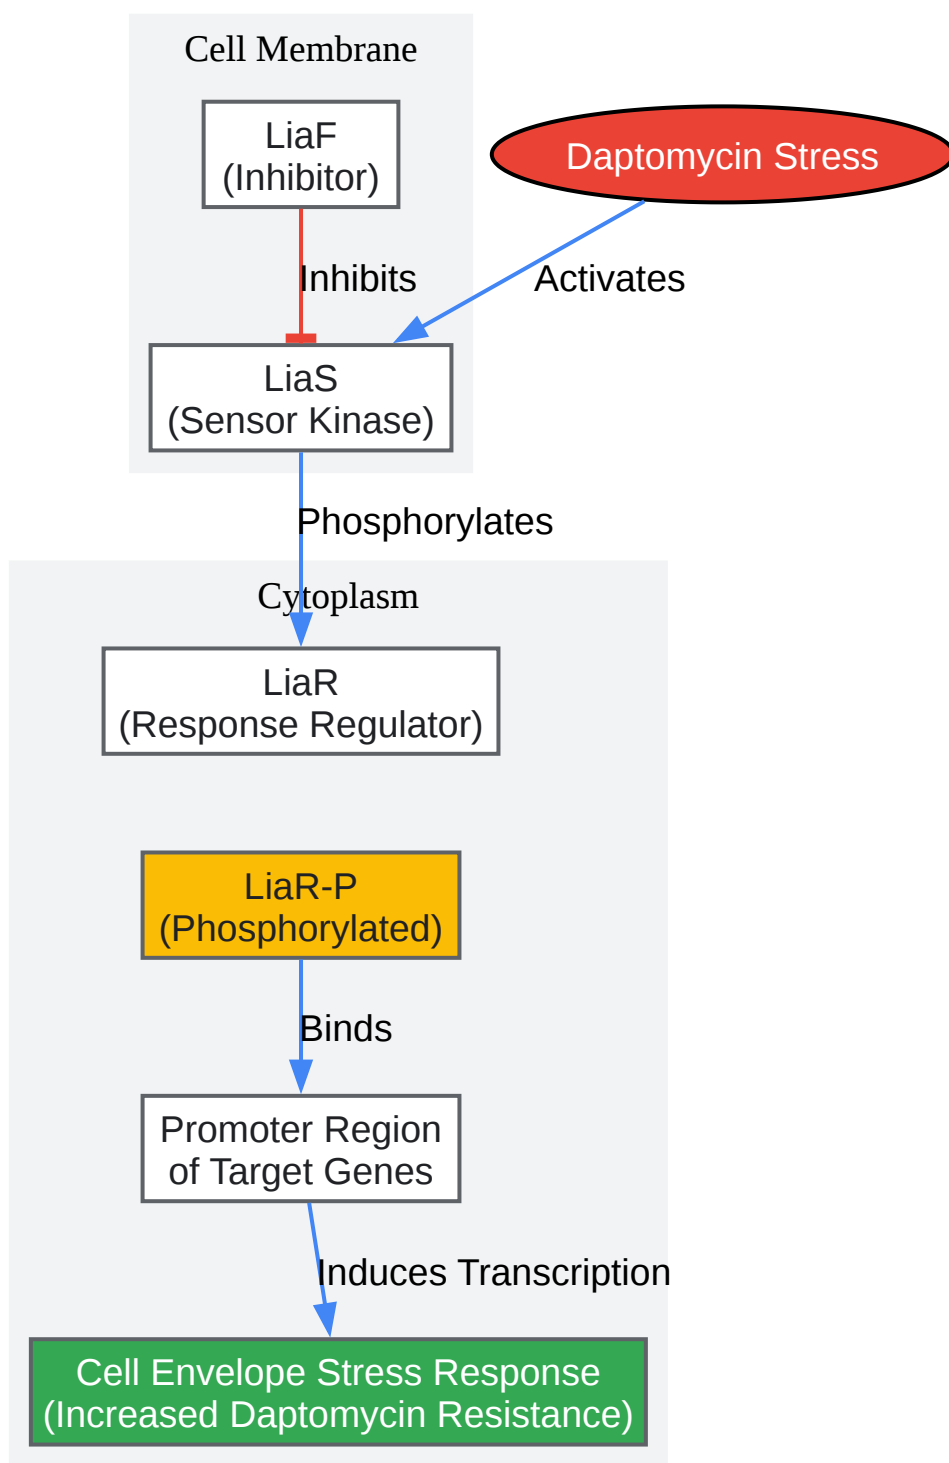 Cell Membrane
LiaF
(Inhibitor)
Daptomycin Stress
Inhibits
Activates
LiaS
(Sensor Kinase)
Phosphorylates
Cytoplasm
LiaR
(Response Regulator)
LiaR-P
(Phosphorylated)
Binds
Promoter Region
of Target Genes
Induces Transcription
Cell Envelope Stress Response
(Increased Daptomycin Resistance)